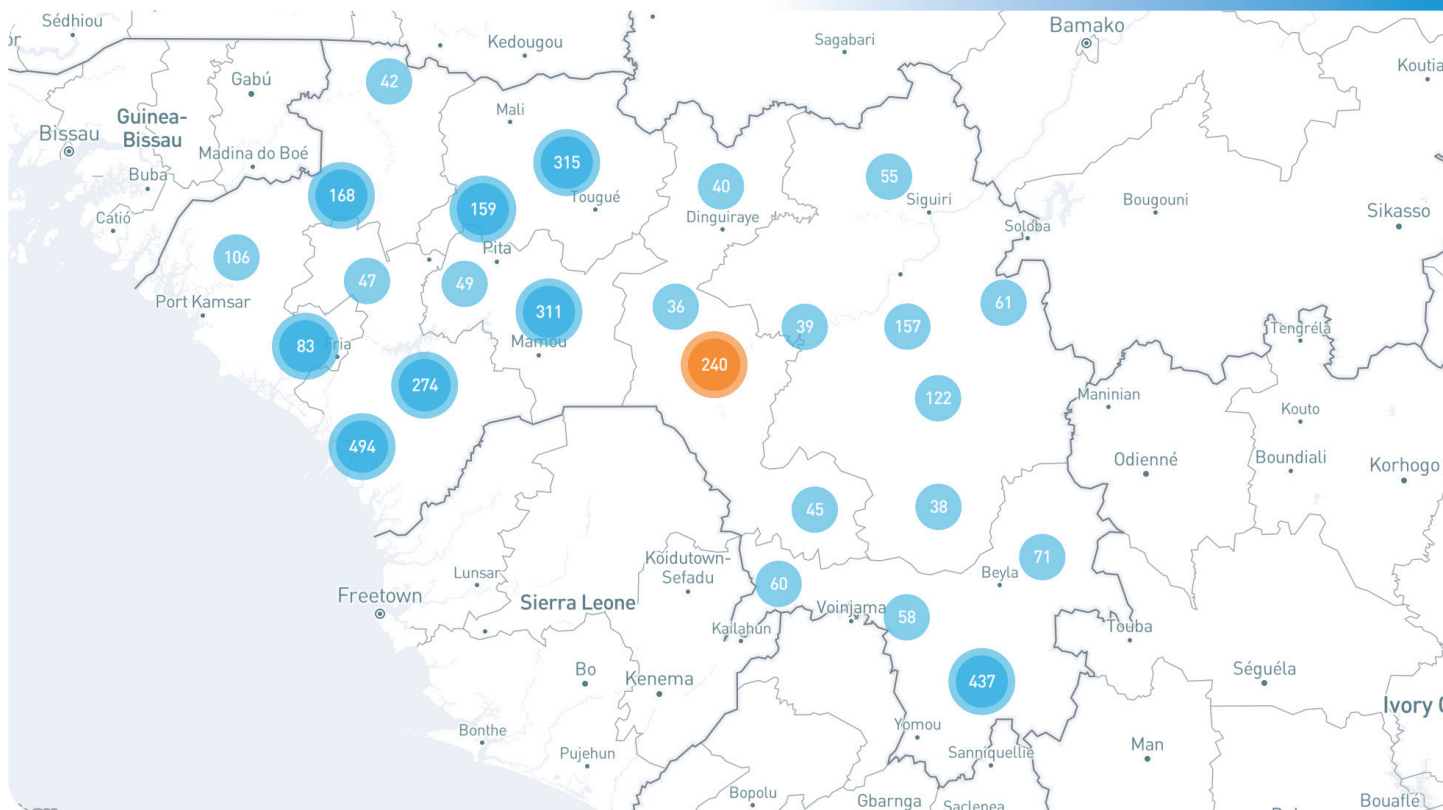 Sédhiou
Bamako
Kedougou
Sagabari
Koutia
Gabú
42
Guinea-
Bissau
Mali
Bissau
Madina do Boé
315
Buba
168
159
Tougué
40
55
Dinguiraye
Siguiri
Bougouni
Catió
Soloba
Sikasso
106
Pita
47
49
61
Port Kamsar
311
36
39
157
Tengréla
83
Fria
Mamou
240
274
122
Maninian
Kouto
494
Odienné
Boundiali
Korhogo
45
38
71
Koidutown-
Sefadu
Lunsar
60
Beyla
Freetown
Sierra Leone
Voinjama
58
Kailahun
Touba
Bo
Kenema
437
Séguéla
Ivory C
Bonthe
Yomou
Pujehun
Sanniquellie
Man
Bopolu
Gbarnga
Saclepea
Bouaflé